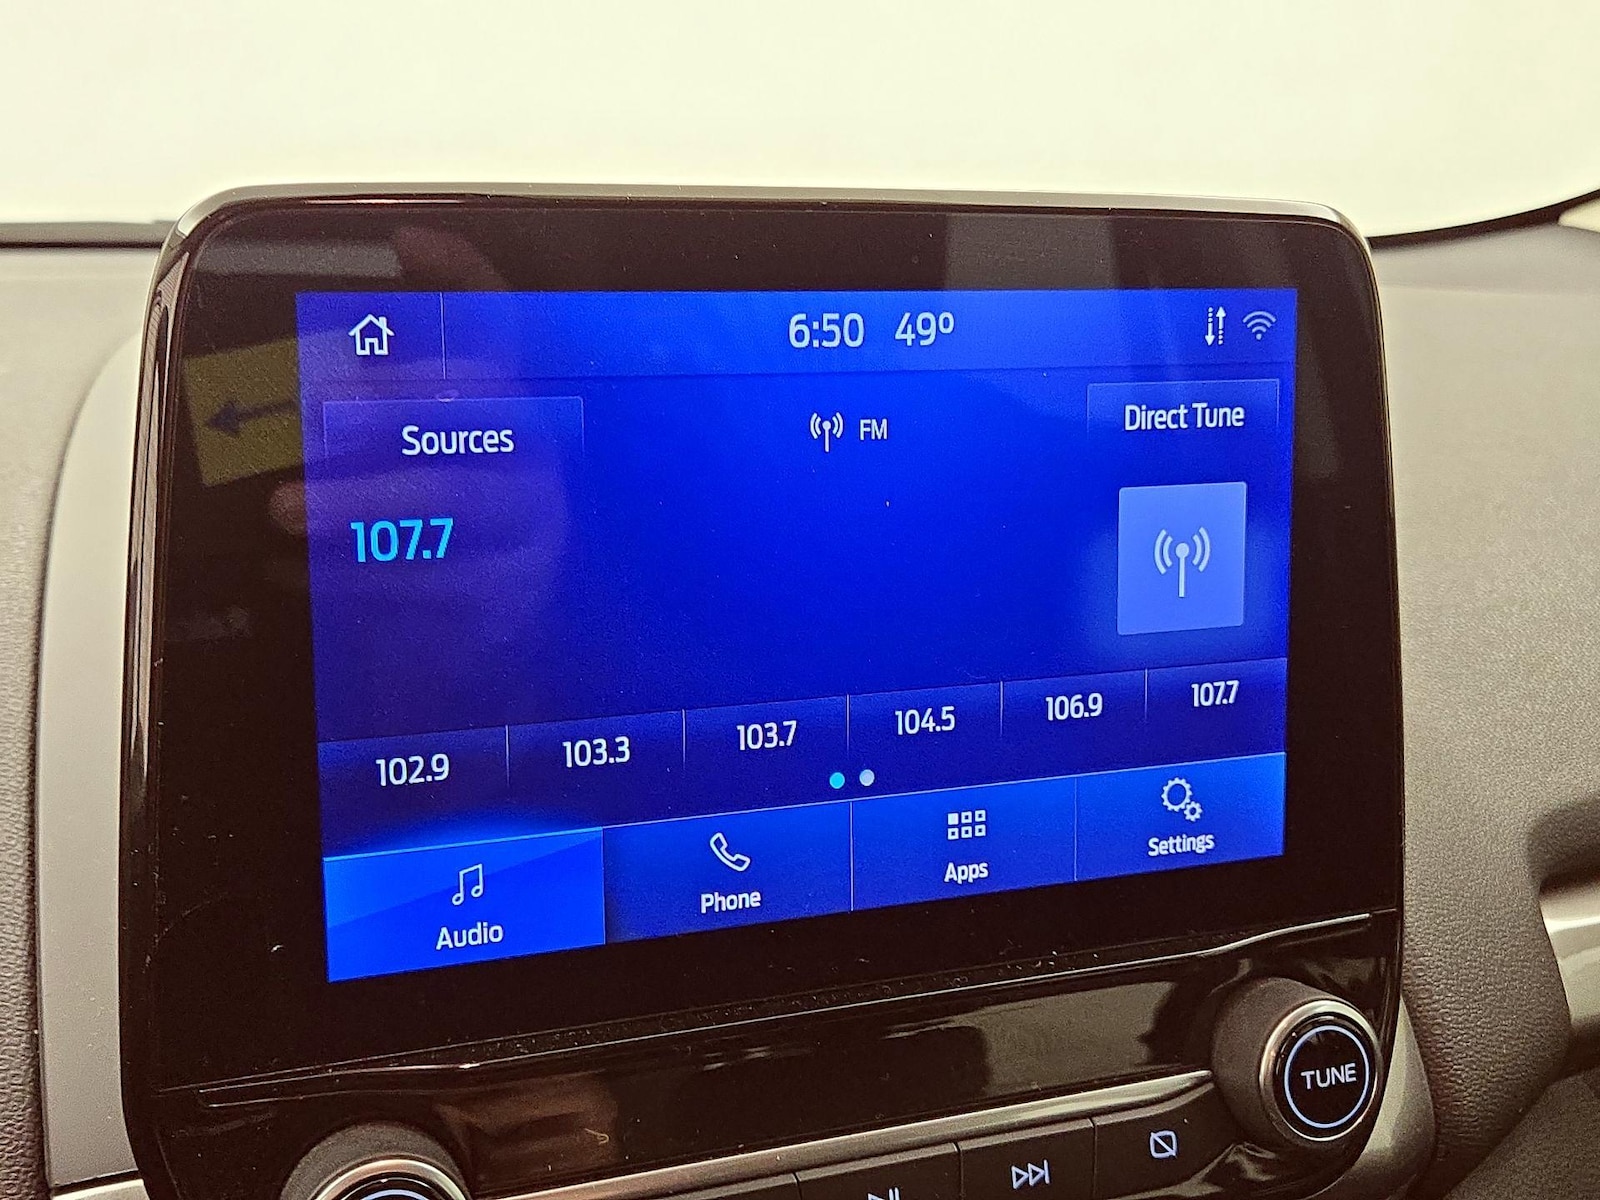 6:50 49º
Sources
FM
Direct Tune
107.7
102.9 103.3 103.7 104.5 106.9 107.7
Audio Phone Apps Settings
TUNE